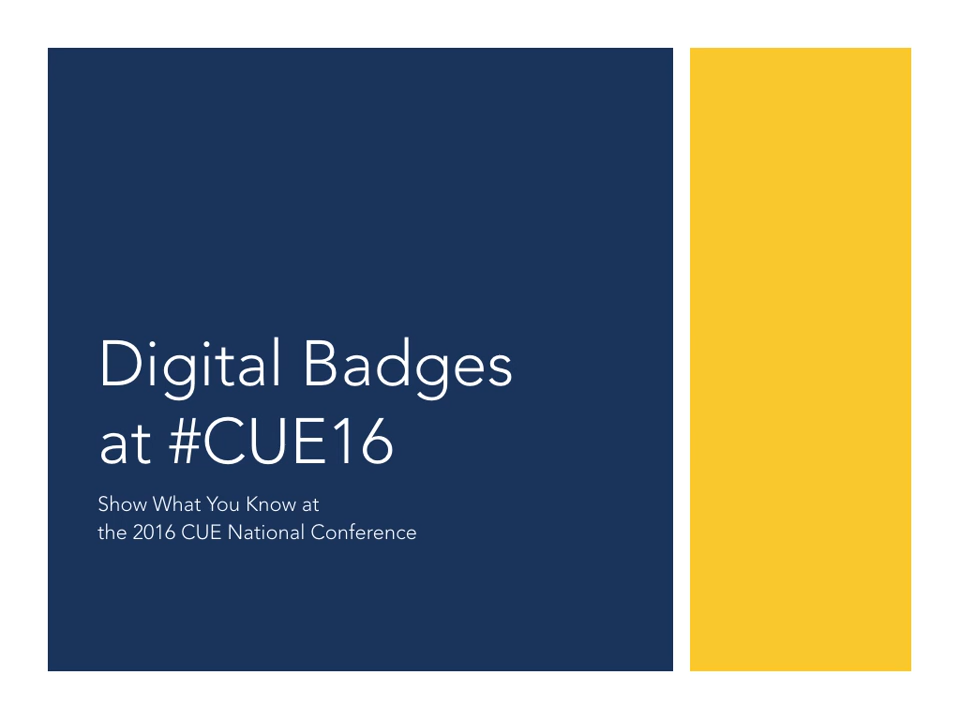 Digital Badges
at #CUE16
Show What You Know at
the 2016 CUE National Conference